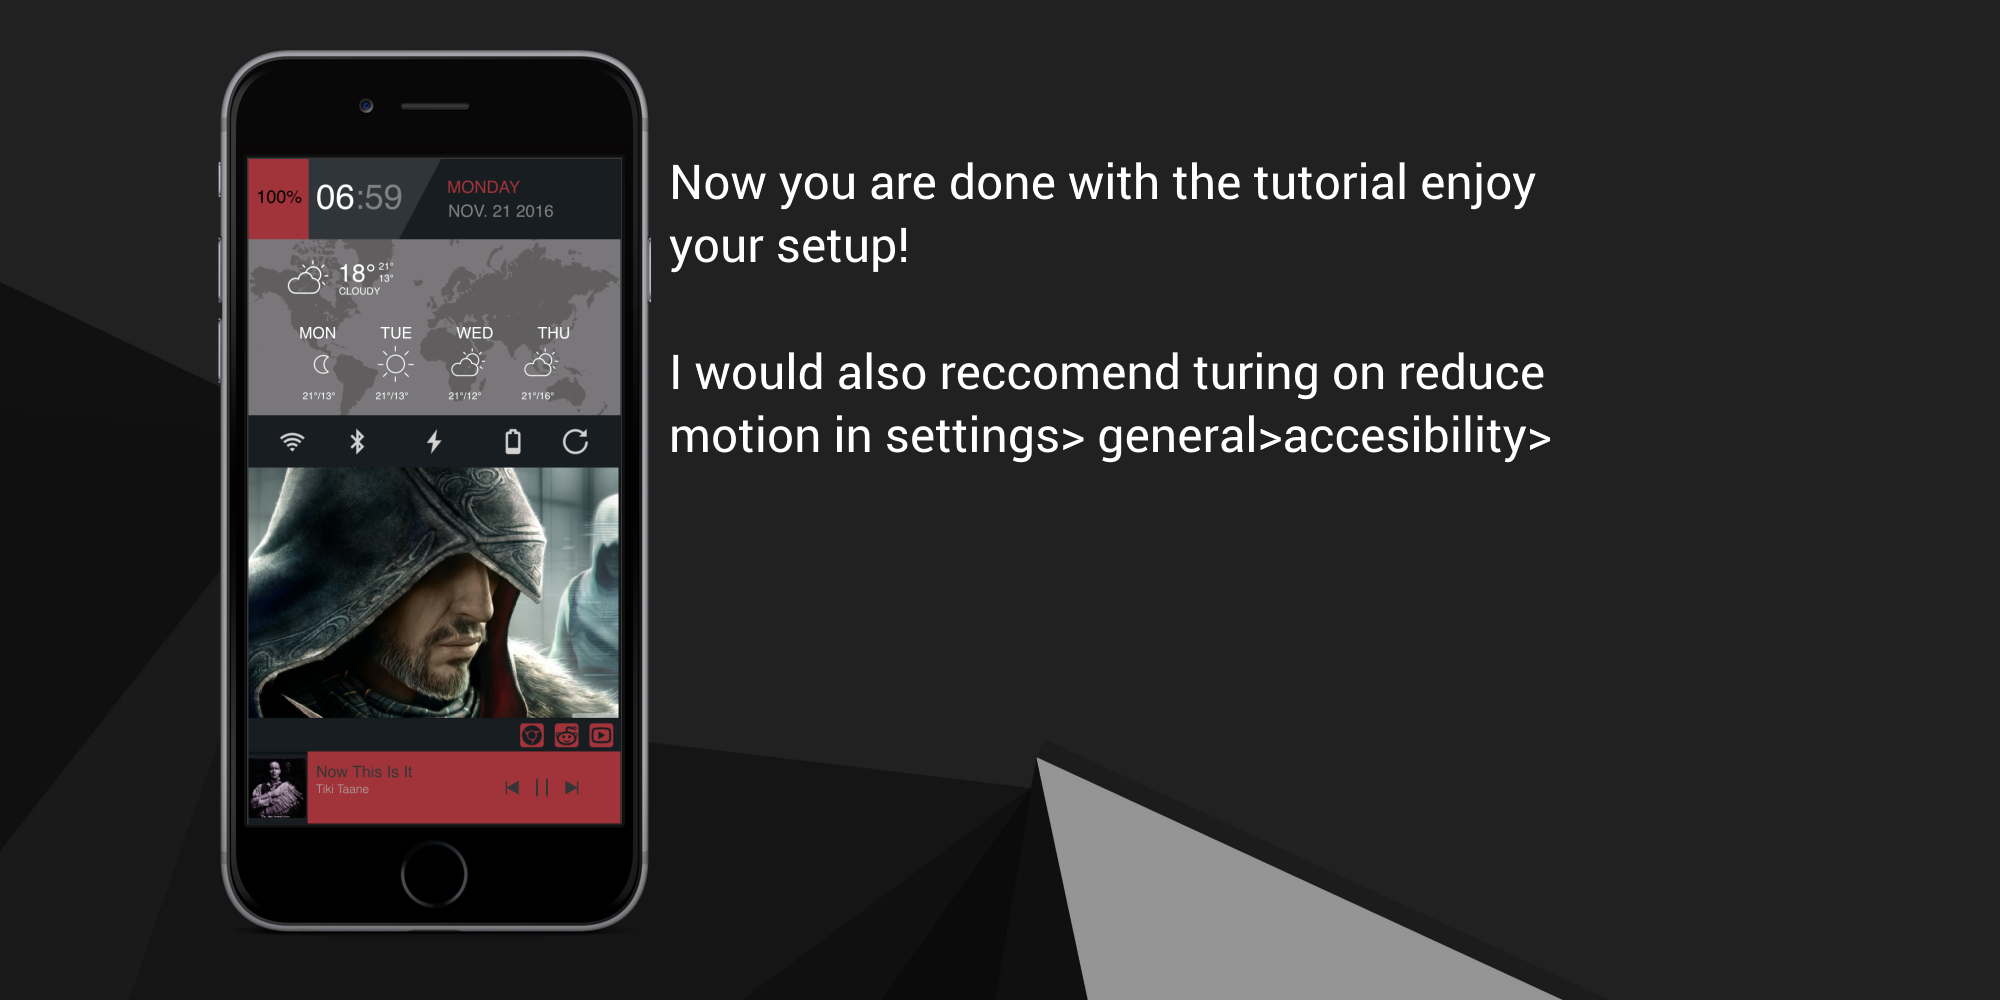 100%
06:59
MONDAY
NOV. 21 2016
18° 21°
13°
CLOUDY
MON TUE WED THU
21°/13° 21°/13° 21°/12° 21°/16°
Now This Is It
Tiki Taane
Now you are done with the tutorial enjoy
your setup!
I would also reccomend turing on reduce
motion in settings> general>accesibility>